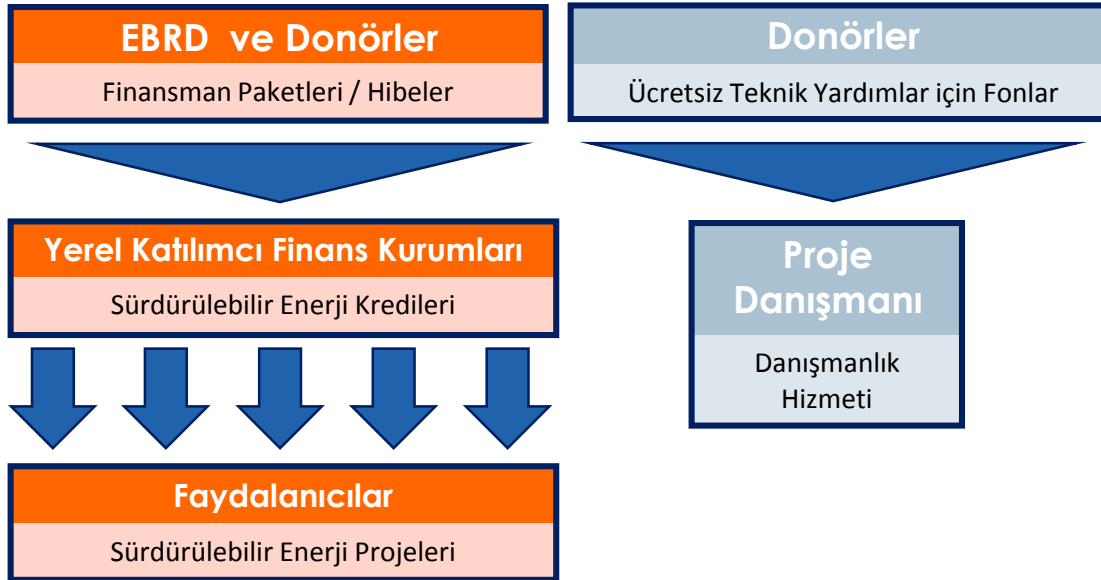 EBRD ve Donörler
Finansman Paketleri / Hibeler
Donörler
Ücretsiz Teknik Yardımlar için Fonlar
Yerel Katılımcı Finans Kurumları
Sürdürülebilir Enerji Kredileri
Proje
Danışmanı
Danışmanlık
Hizmeti
Faydalanıcılar
Sürdürülebilir Enerji Projeleri